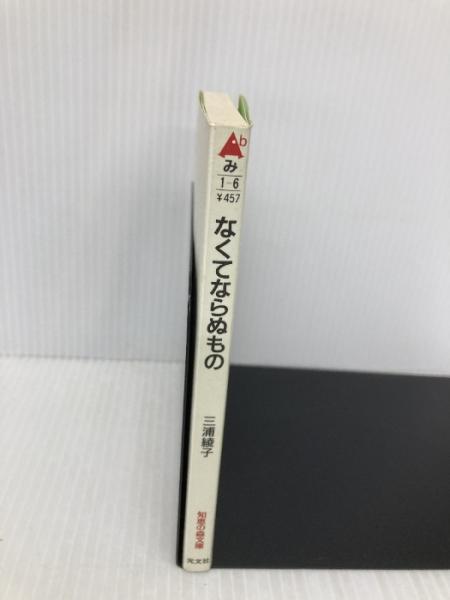 b
み
1-6
¥457
なくてならぬもの
三浦綾子
知恵の森文庫
光文社